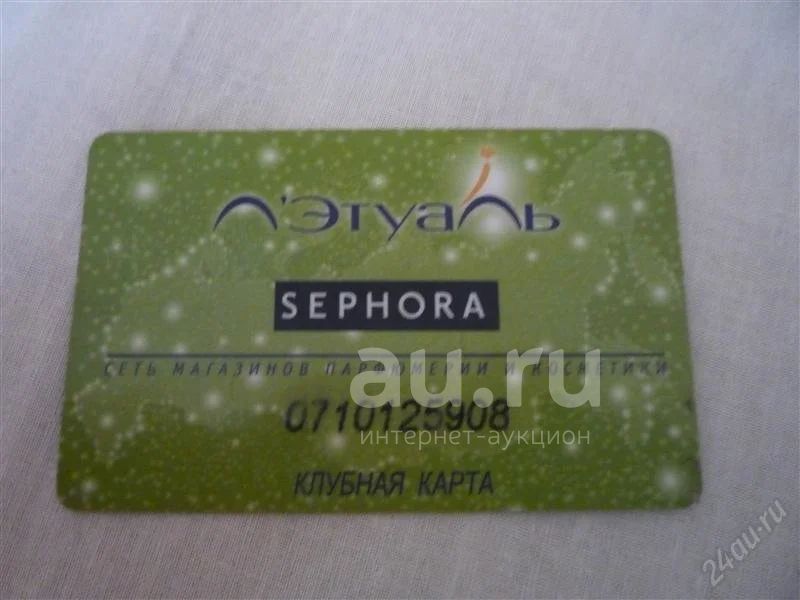 Л'Этуаль
SEPHORA
СЕТЬ МАГАЗИНОВ ПАРФЮМЕРИИ И КОСМЕТИКИ
au.ru
0710125908
интернет-аукцион
КЛУБНАЯ КАРТА
24au.ru